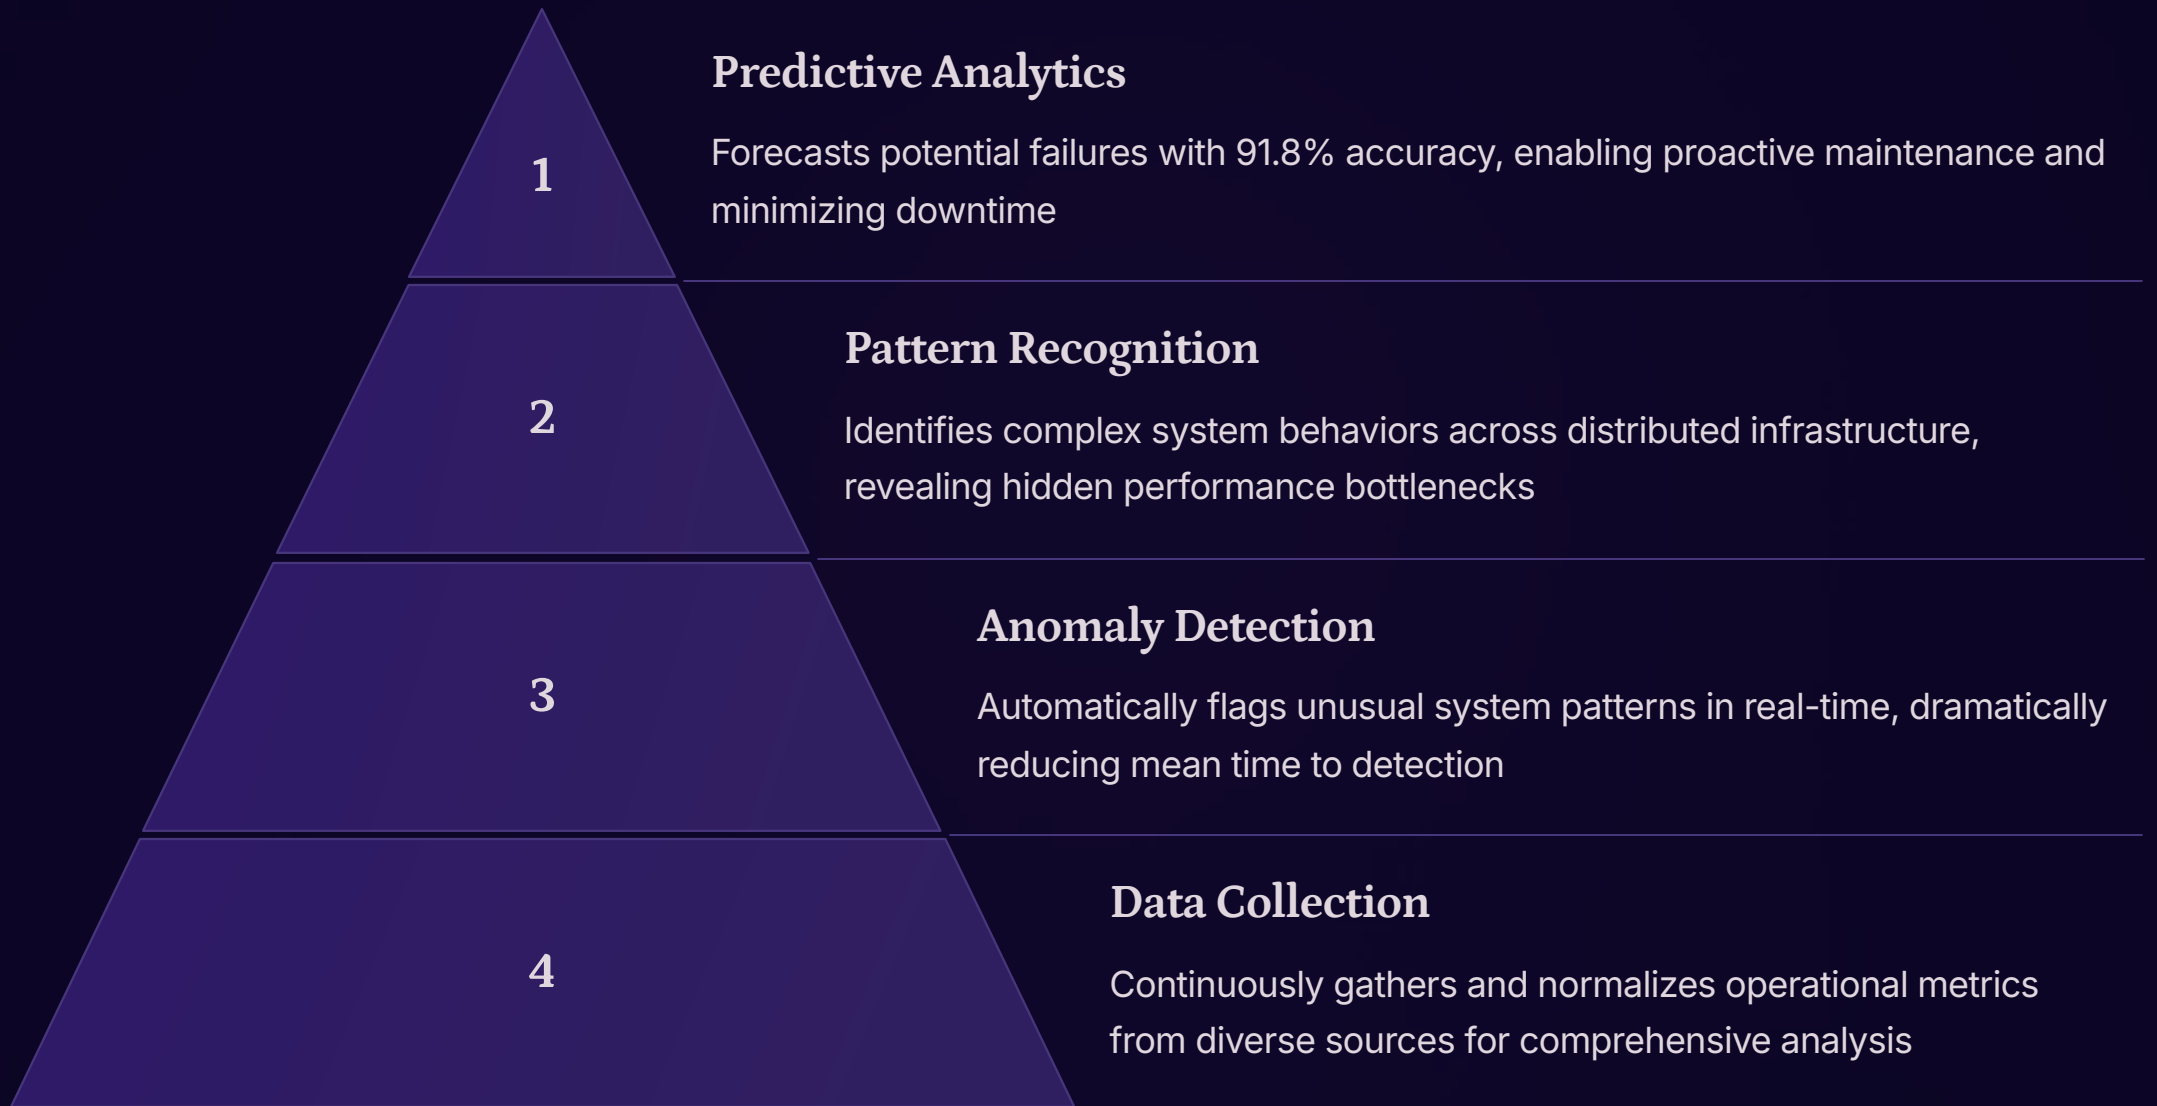 1
Predictive Analytics
Forecasts potential failures with 91.8% accuracy, enabling proactive maintenance and
minimizing downtime
2
Pattern Recognition
Identifies complex system behaviors across distributed infrastructure,
revealing hidden performance bottlenecks
3
Anomaly Detection
Automatically flags unusual system patterns in real-time, dramatically
reducing mean time to detection
4
Data Collection
Continuously gathers and normalizes operational metrics
from diverse sources for comprehensive analysis